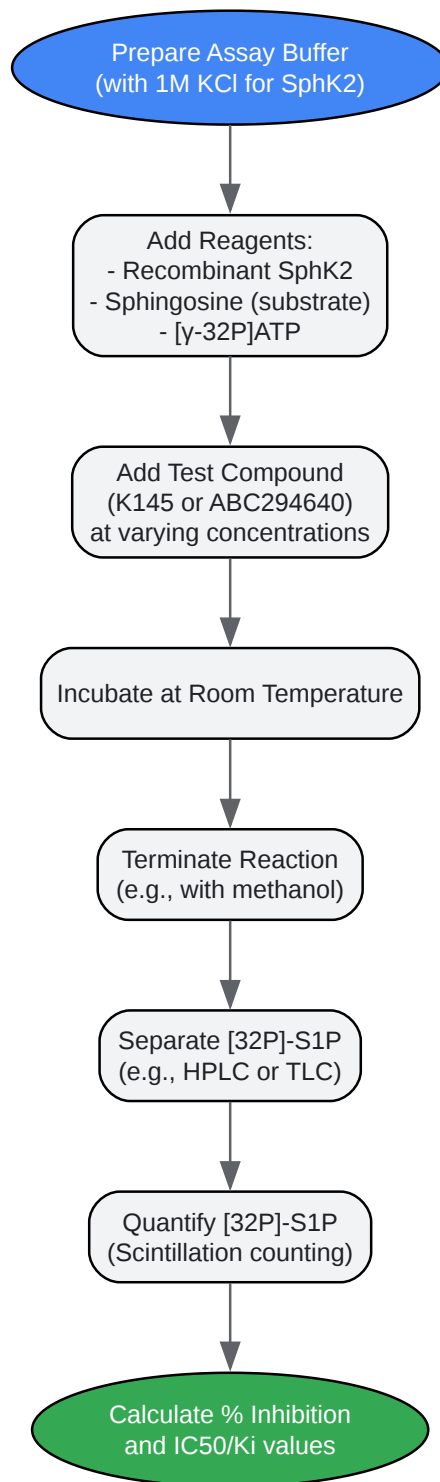 Prepare Assay Buffer
(with 1M KCl for SphK2)
Add Reagents:
- Recombinant SphK2
- Sphingosine (substrate)
- [γ-32P]ATP
Add Test Compound
(K145 or ABC294640)
at varying concentrations
Incubate at Room Temperature
Terminate Reaction
(e.g., with methanol)
Separate [32P]-S1P
(e.g., HPLC or TLC)
Quantify [32P]-S1P
(Scintillation counting)
Calculate % Inhibition
and IC50/Ki values